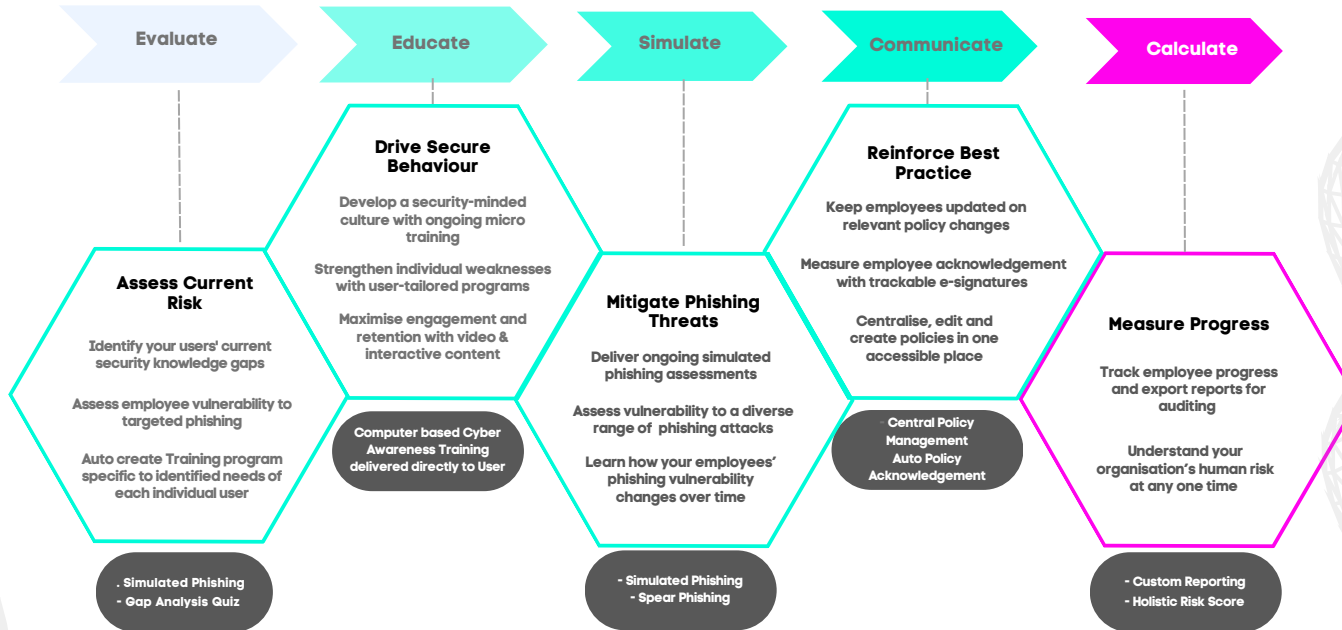 Evaluate
Educate
Simulate
Communicate
Calculate
Assess Current
Risk
Identify your users' current
security knowledge gaps
Assess employee vulnerability to
targeted phishing
Auto create Training program
specific to identified needs of
each individual user
. Simulated Phishing
- Gap Analysis Quiz
Drive Secure
Behaviour
Develop a security-minded
culture with ongoing micro
training
Strengthen individual weaknesses
with user-tailored programs
Maximise engagement and
retention with video &
interactive content
Computer based Cyber
Awareness Training
delivered directly to User
Mitigate Phishing
Threats
Deliver ongoing simulated
phishing assessments
Assess vulnerability to a diverse
range of phishing attacks
Learn how your employees’
phishing vulnerability
changes over time
- Simulated Phishing
- Spear Phishing
Reinforce Best
Practice
Keep employees updated on
relevant policy changes
Measure employee acknowledgement
with trackable e-signatures
Centralise, edit and
create policies in one
accessible place
- Central Policy
Management
Auto Policy
Acknowledgement
Measure Progress
Track employee progress
and export reports for
auditing
Understand your
organisation’s human risk
at any one time
- Custom Reporting
- Holistic Risk Score